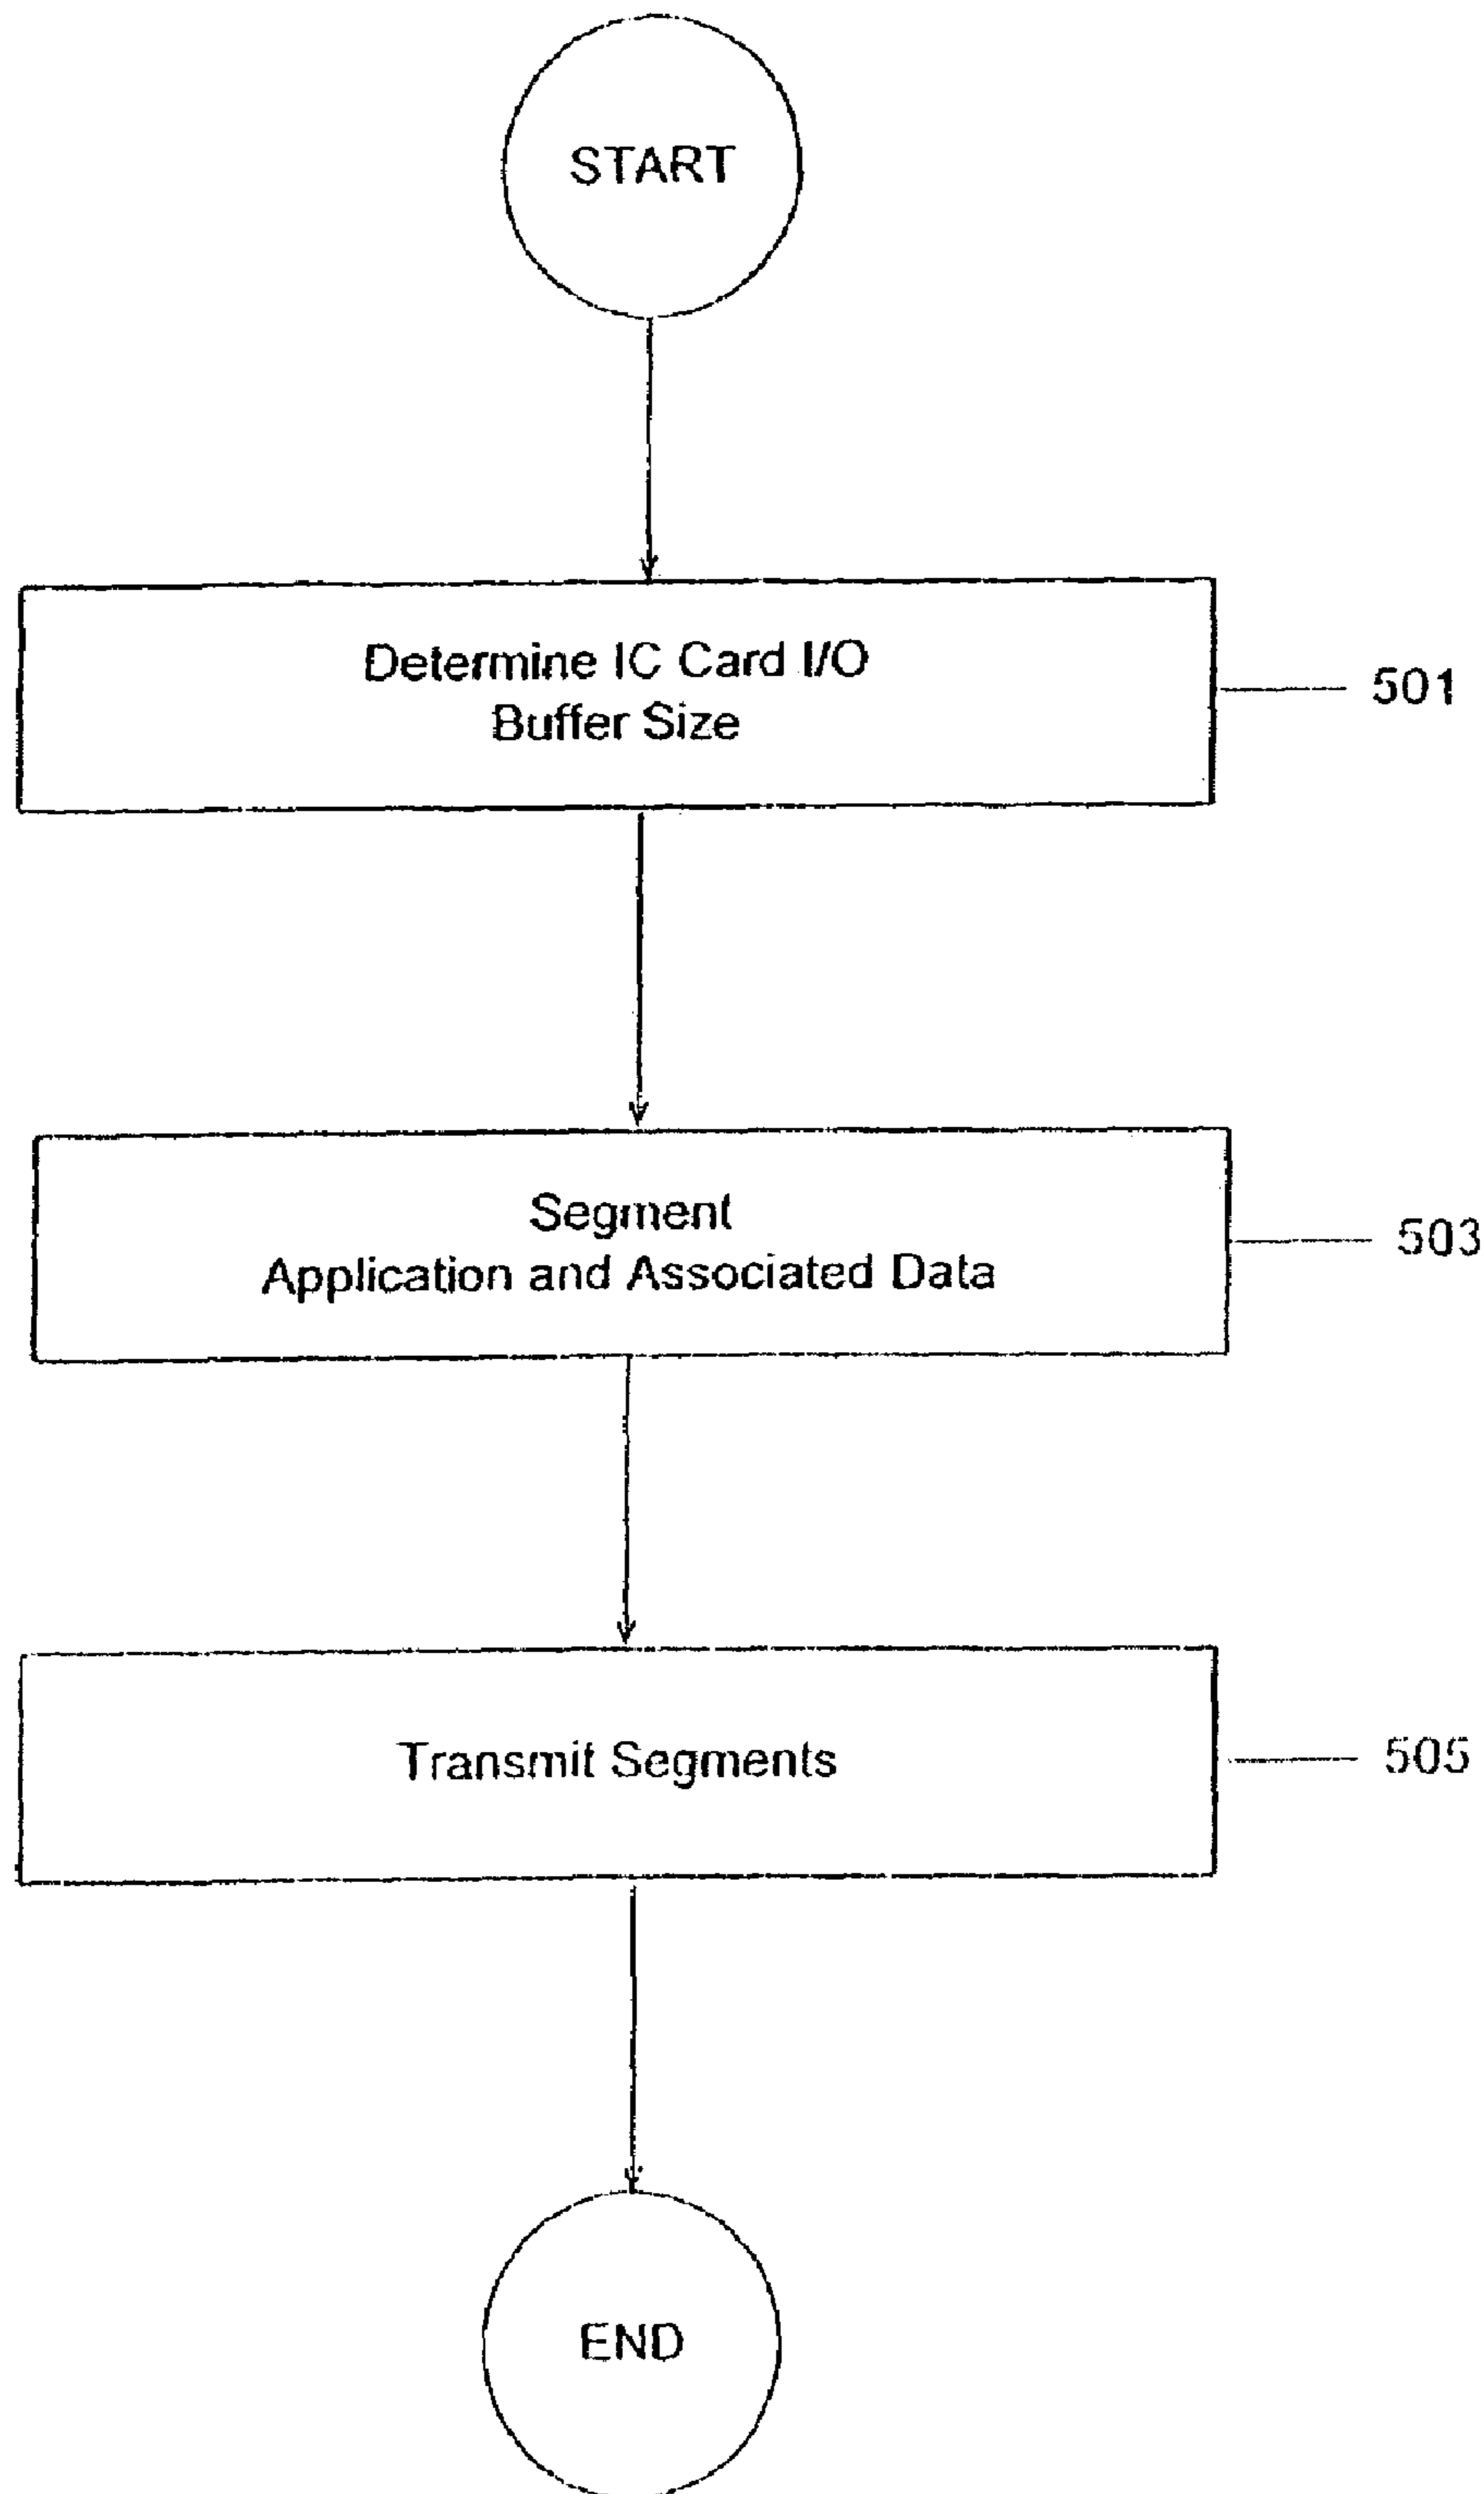 START
Determine IC Card I/O
Buffer Size
501
Segment
Application and Associated Data
503
Transmit Segments
505
END